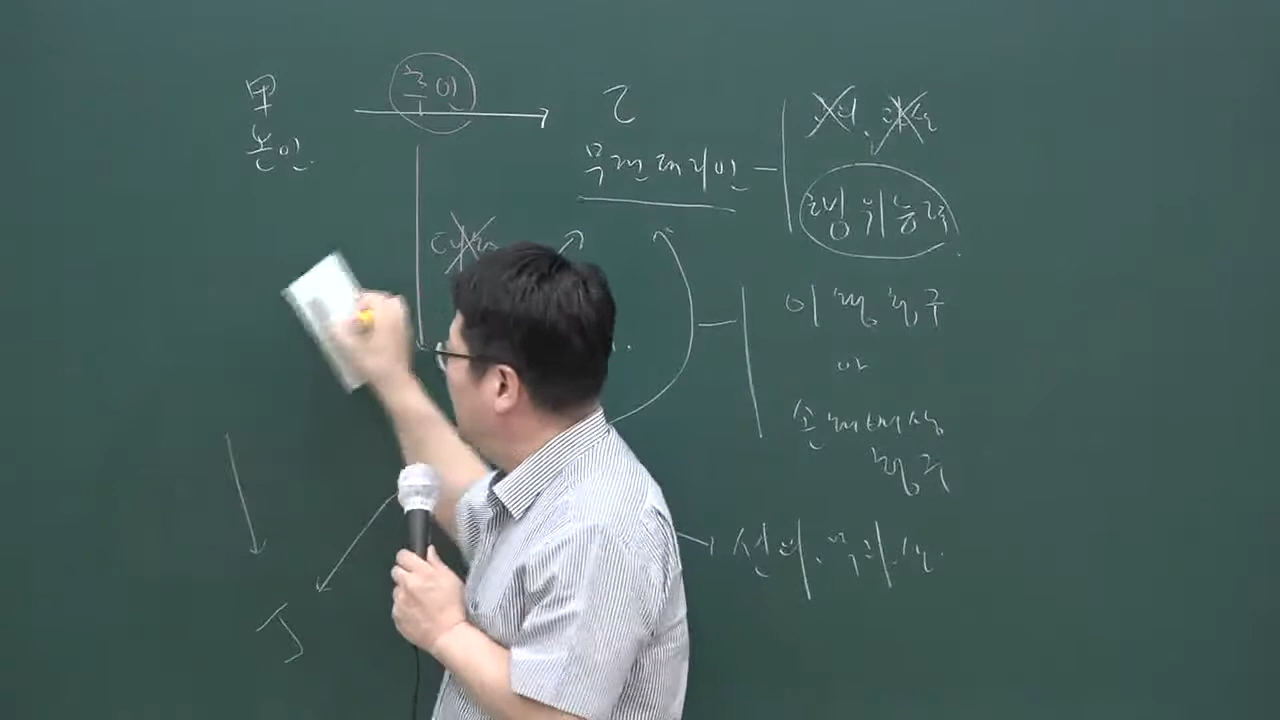 甲
본인.
추인
乙
무권대리인
행위능력
이행청구
or
손해배상
청구
선의, 무과실.
丁